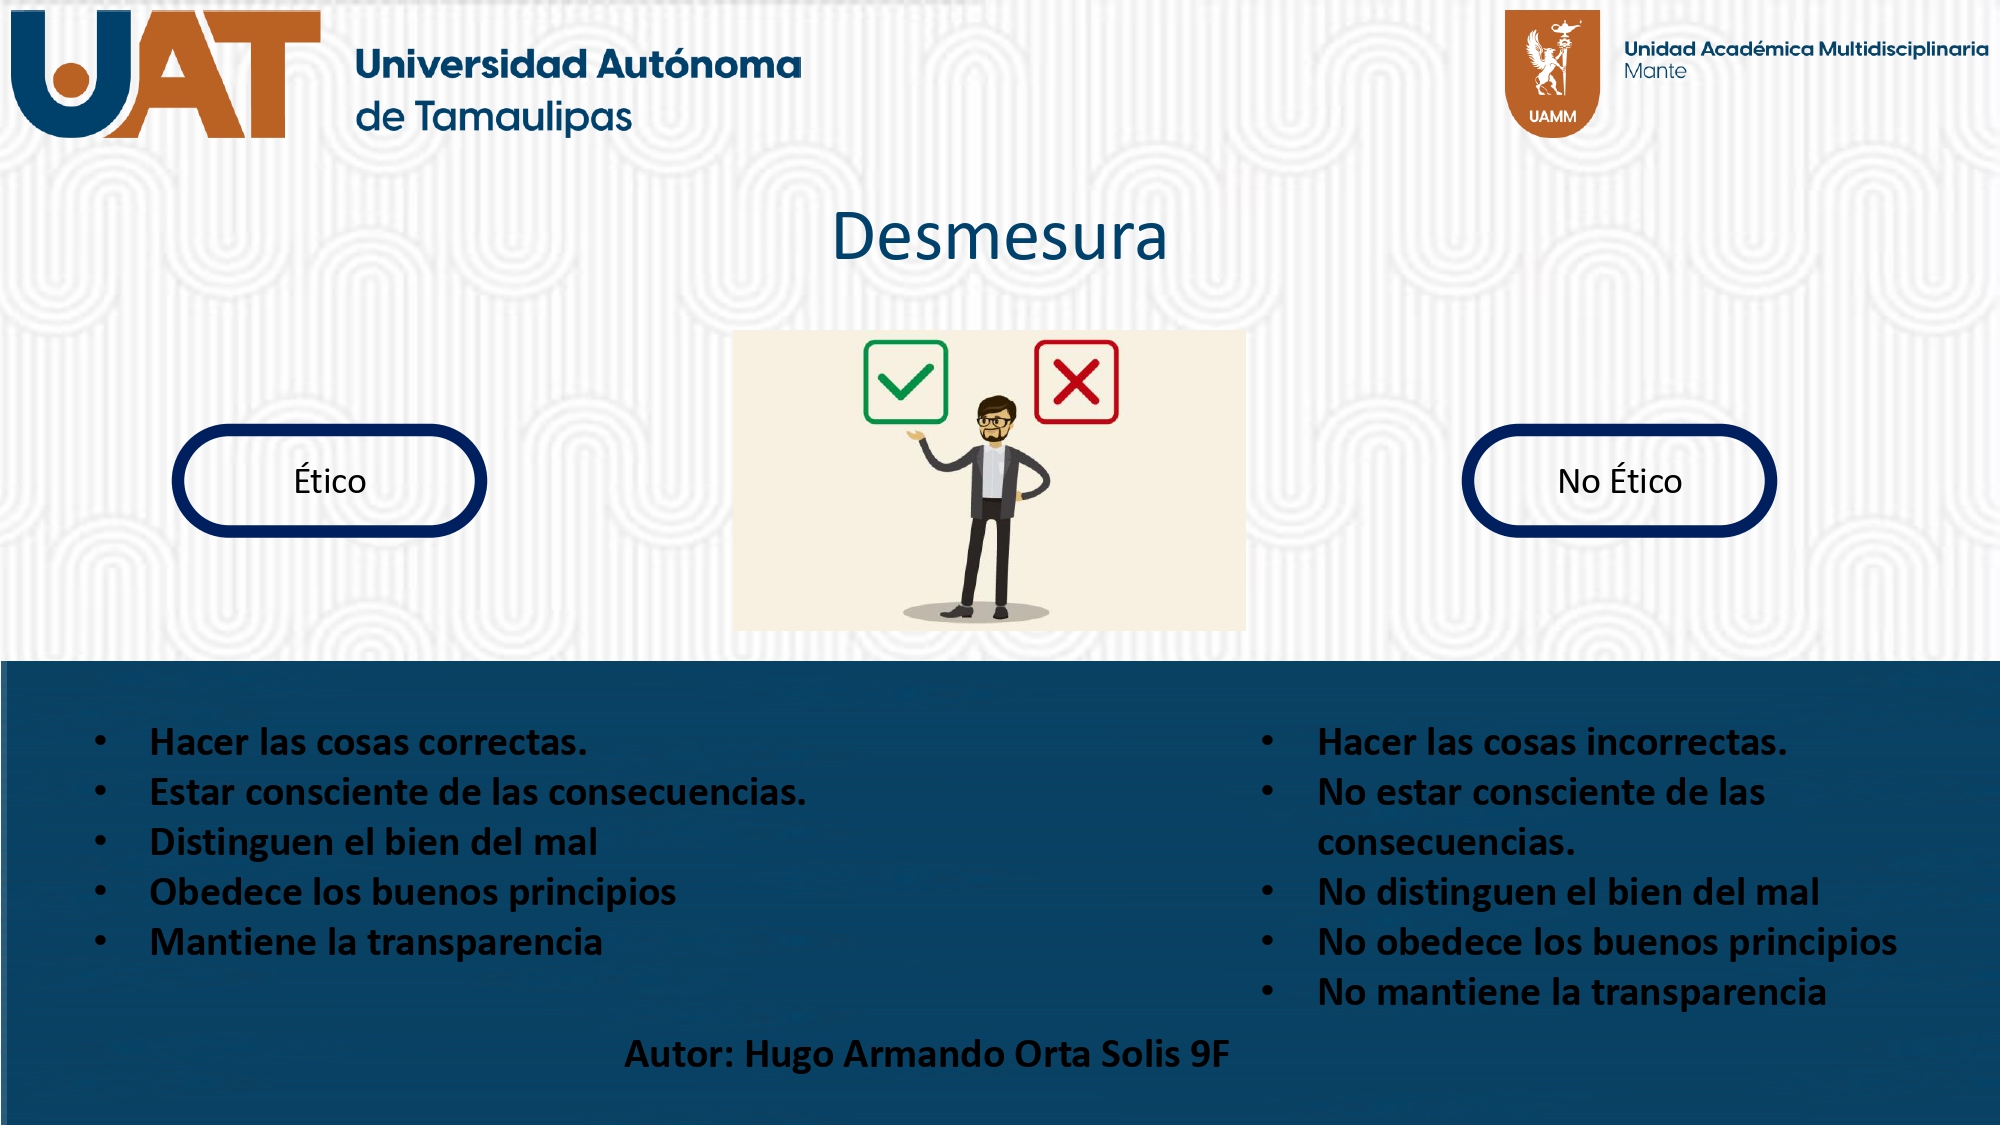 UAT
Universidad Autónoma
de Tamaulipas
UAMM
Unidad Académica Multidisciplinaria
Mante
Desmesura
Ético
No Ético
• Hacer las cosas correctas.
• Estar consciente de las consecuencias.
• Distinguen el bien del mal
• Obedece los buenos principios
• Mantiene la transparencia
• Hacer las cosas incorrectas.
• No estar consciente de las
consecuencias.
• No distinguen el bien del mal
• No obedece los buenos principios
• No mantiene la transparencia
Autor: Hugo Armando Orta Solis 9F